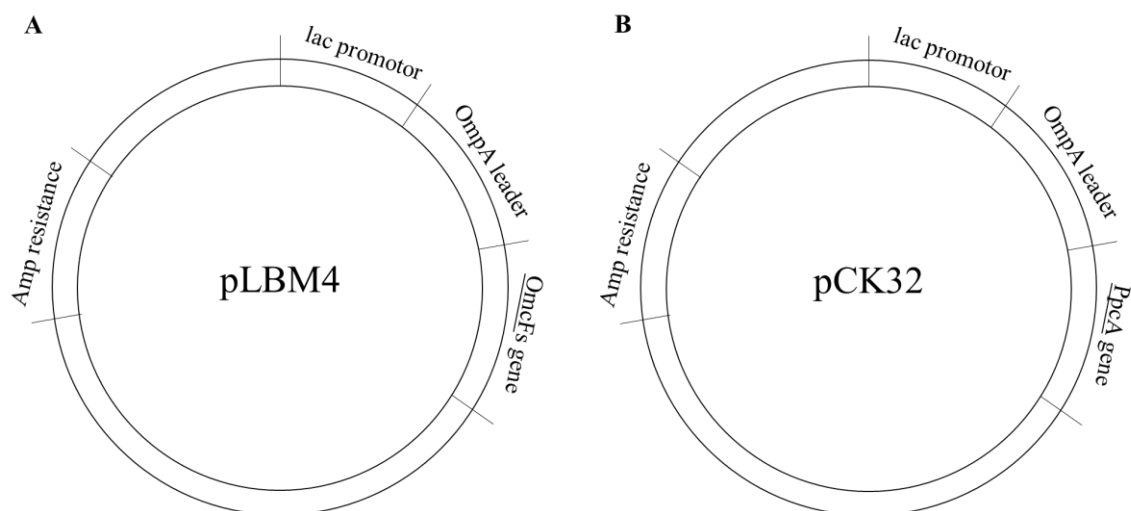 A
lac promotor
OmpA leader
OmcFs gene
Amp resistance
pLBM4
B
lac promotor
OmpA leader
PpcA gene
Amp resistance
pCK32